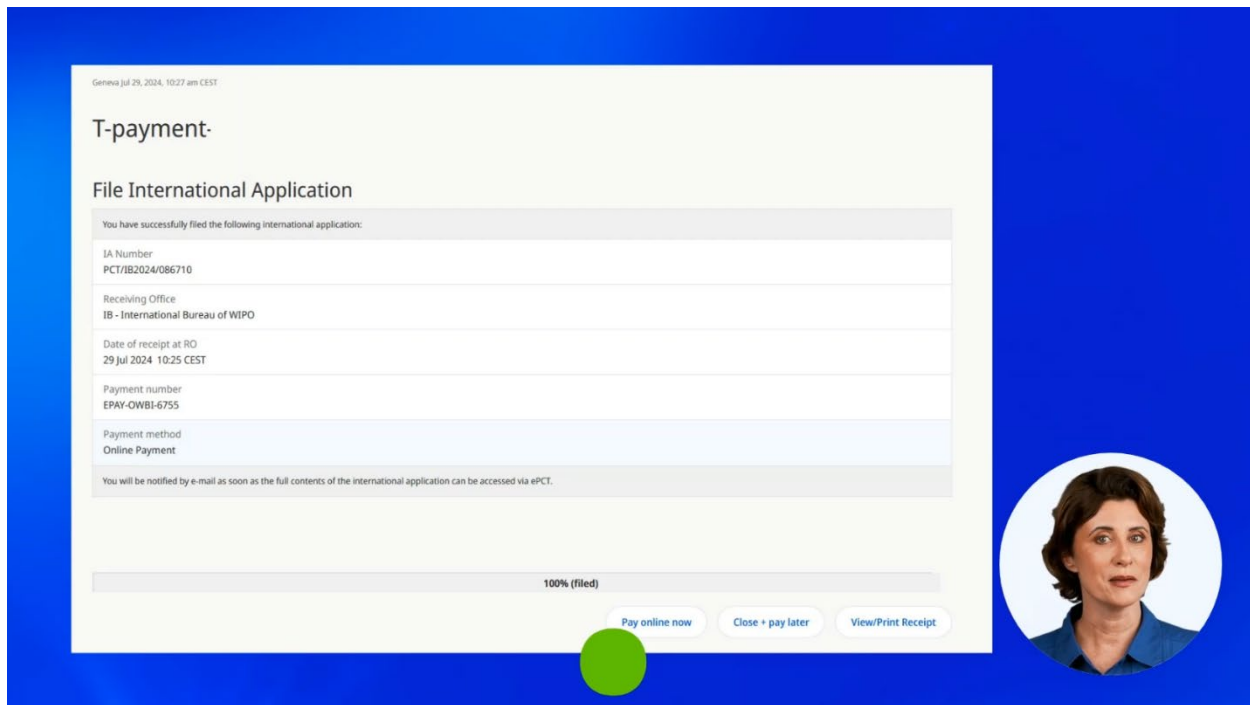 Geneva Jul 29, 2024, 10:27 am CEST
T-payment-
File International Application
You have successfully filed the following international application:
IA Number
PCT/IB2024/086710
Receiving Office
IB - International Bureau of WIPO
Date of receipt at RO
29 Jul 2024 10:25 CEST
Payment number
EPAY-OWBI-6755
Payment method
Online Payment
You will be notified by e-mail as soon as the full contents of the international application can be accessed via ePCT.
100% (filed)
Pay online now Close + pay later View/Print Receipt